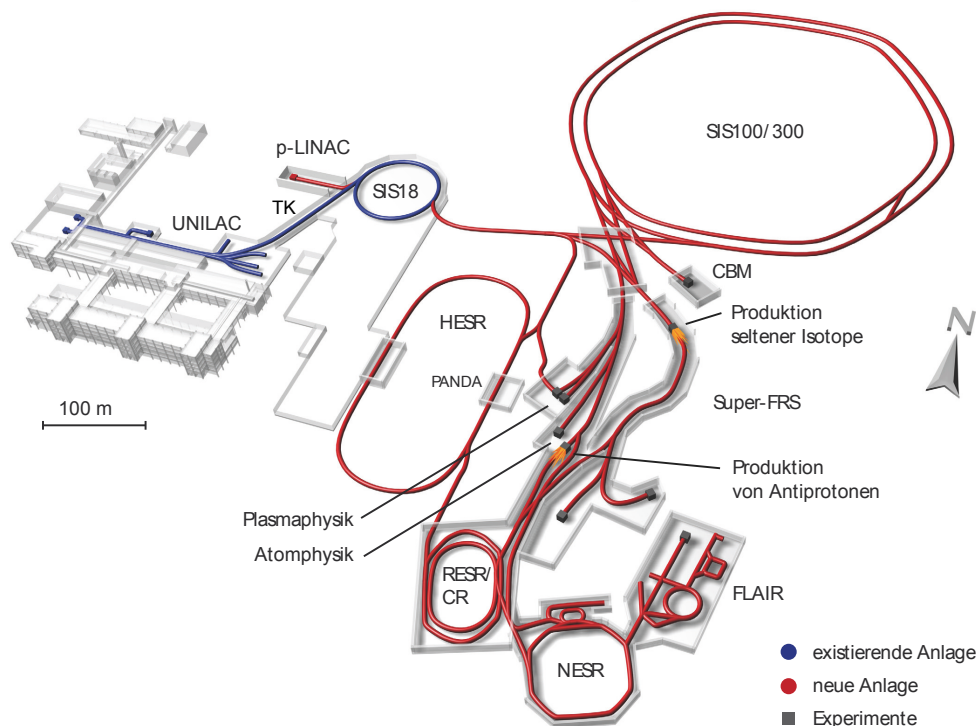 SIS100/ 300
p-LINAC
SIS18
TK
UNILAC
CBM
HESR
Produktion
seltener Isotope
N
PANDA
Super-FRS
100 m
Produktion
von Antiprotonen
Plasmaphysik
Atomphysik
RESR/
CR
FLAIR
NESR
existierende Anlage
neue Anlage
Experimente